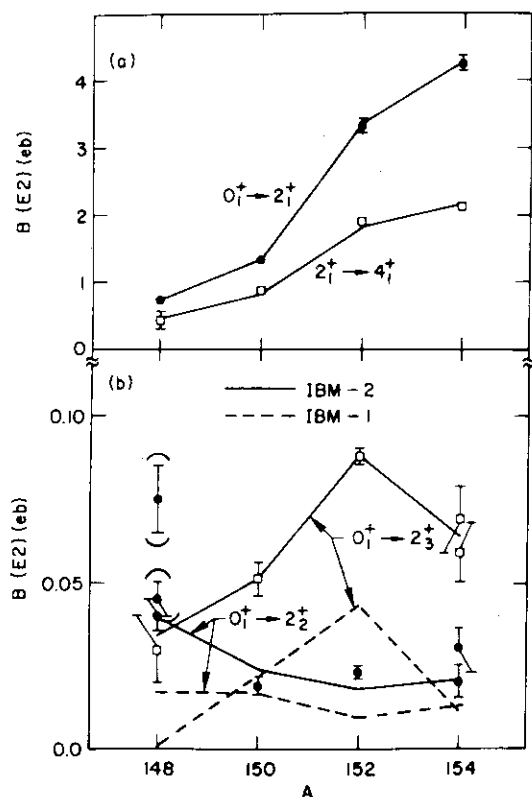 (a)
B (E2) (eb)
4
3
2
1
0
0₁⁺ → 2₁⁺
2₁⁺ → 4₁⁺
(b)
IBM - 2
IBM - 1
B (E2) (eb)
0.10
0.05
0.0
0₁⁺ → 2₃⁺
0₁⁺ → 2₂⁺
148 150 152 154
A